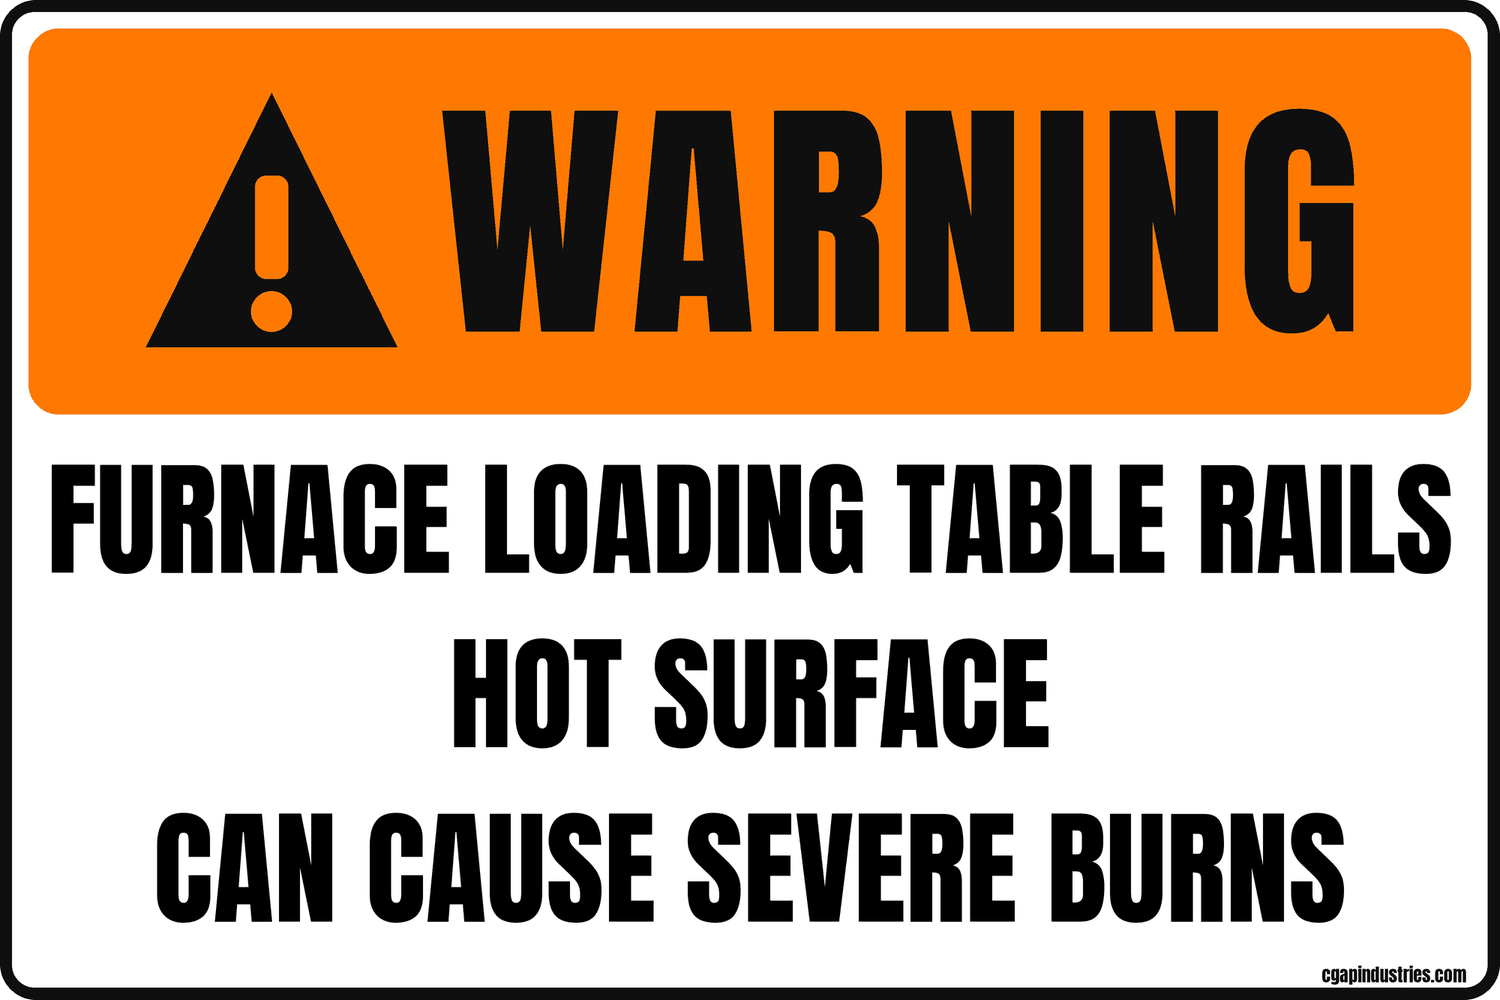 WARNING
FURNACE LOADING TABLE RAILS
HOT SURFACE
CAN CAUSE SEVERE BURNS
cgapindustries.com